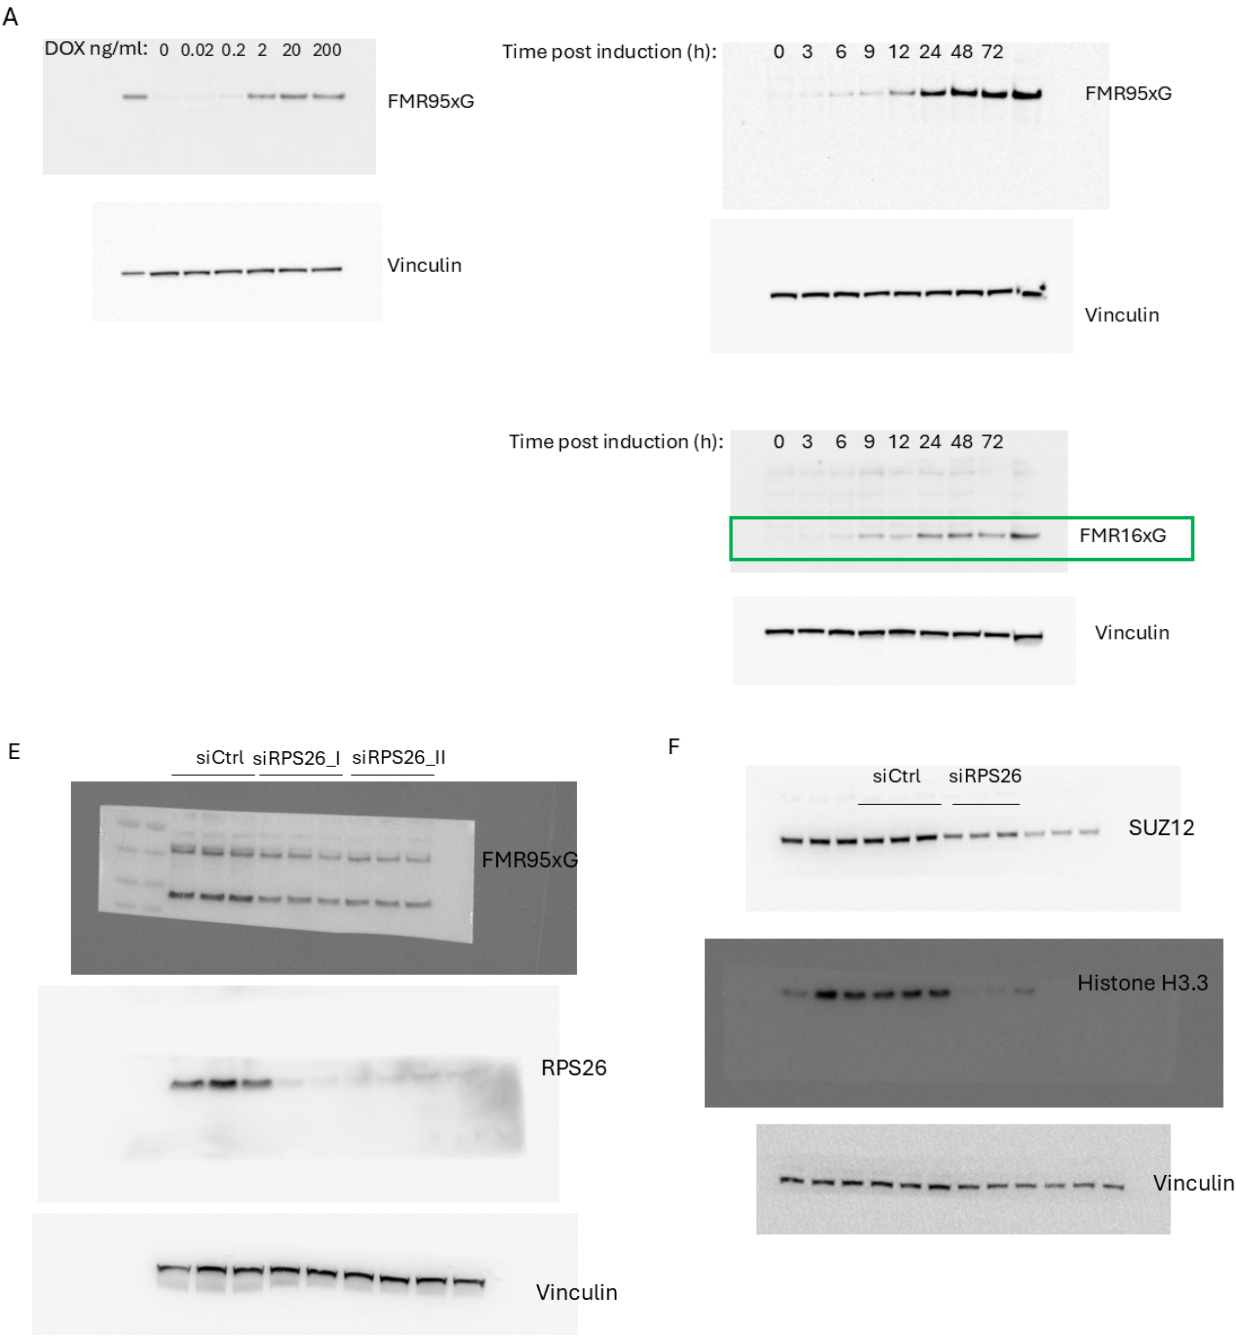 A
DOX ng/ml: 0 0.02 0.2 2 20 200
FMR95xG
Vinculin
Time post induction (h): 0 3 6 9 12 24 48 72
FMR95xG
Vinculin
Time post induction (h): 0 3 6 9 12 24 48 72
FMR16xG
Vinculin
E
siCtrl siRPS26_I siRPS26_II
FMR95xG
RPS26
Vinculin
F
siCtrl siRPS26
SUZ12
Histone H3.3
Vinculin